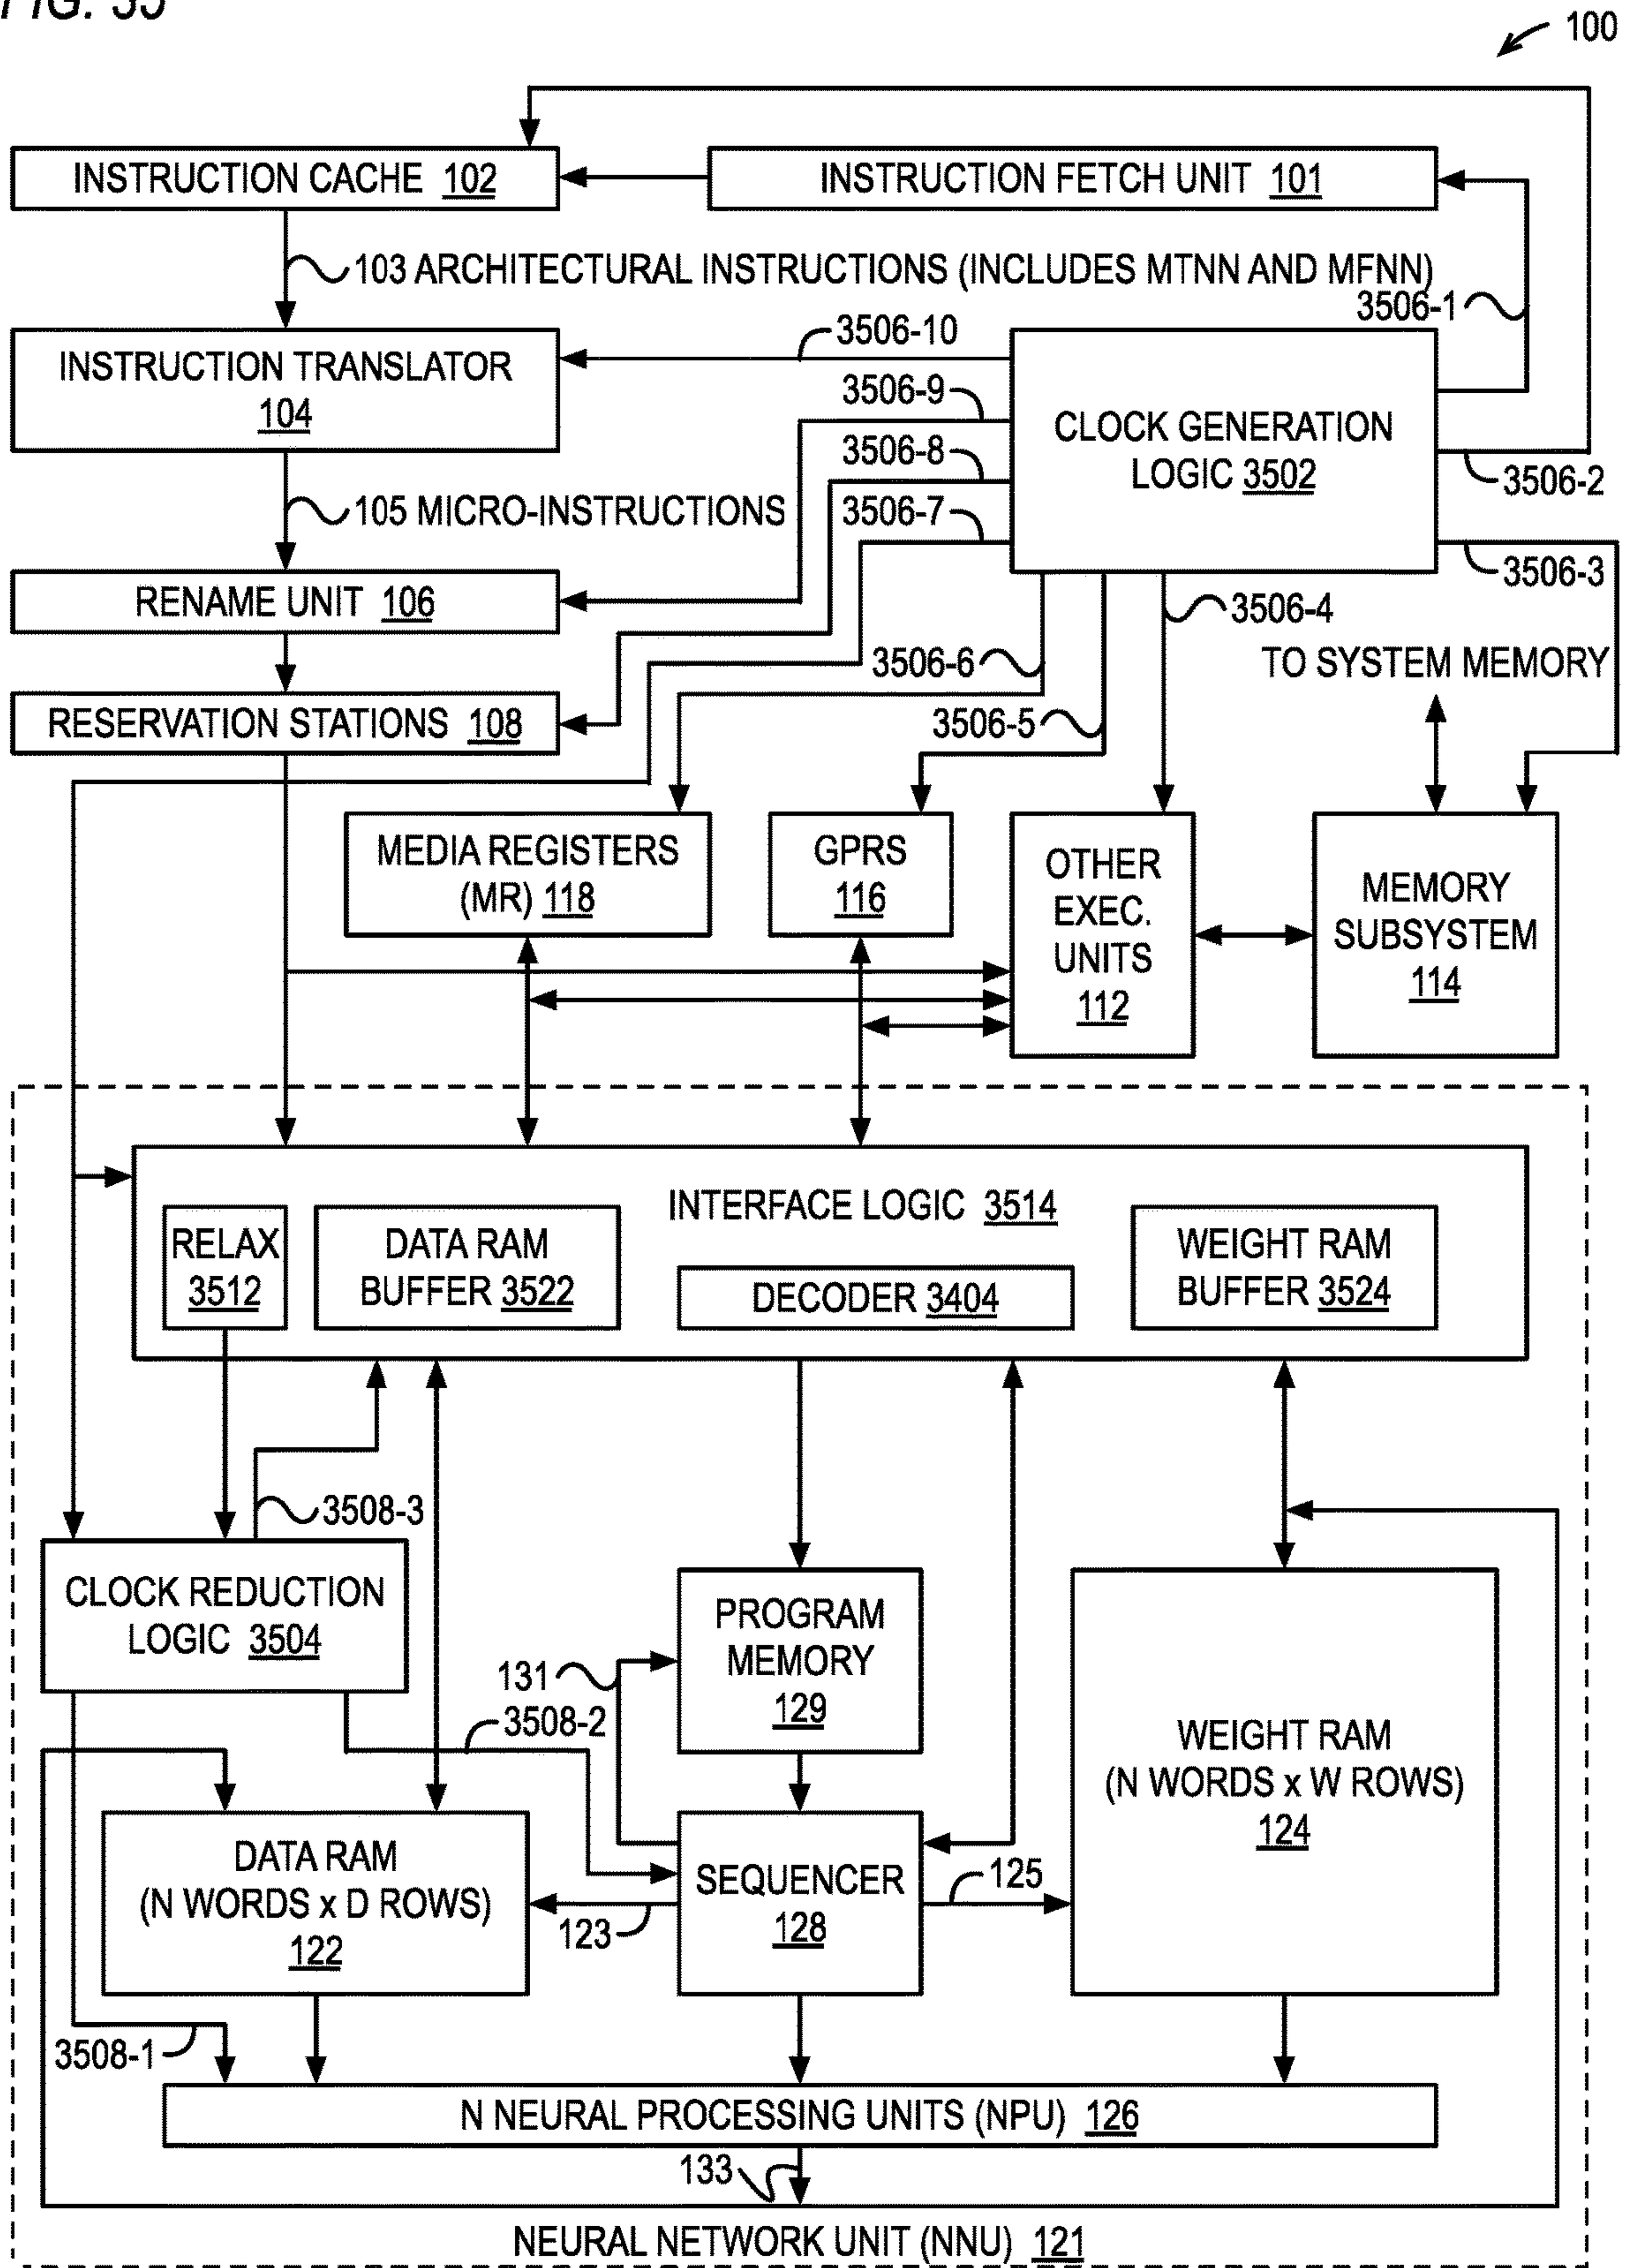 FIG. 35
100
INSTRUCTION CACHE 102
INSTRUCTION FETCH UNIT 101
103 ARCHITECTURAL INSTRUCTIONS (INCLUDES MTNN AND MFNN)
3506-1
3506-10
INSTRUCTION TRANSLATOR
104
3506-9
CLOCK GENERATION
LOGIC 3502
3506-8
3506-2
105 MICRO-INSTRUCTIONS
3506-7
3506-3
RENAME UNIT 106
3506-4
3506-6
TO SYSTEM MEMORY
RESERVATION STATIONS 108
3506-5
MEDIA REGISTERS
(MR) 118
GPRS
116
OTHER
EXEC.
UNITS
112
MEMORY
SUBSYSTEM
114
INTERFACE LOGIC 3514
RELAX
3512
DATA RAM
BUFFER 3522
DECODER 3404
WEIGHT RAM
BUFFER 3524
3508-3
CLOCK REDUCTION
LOGIC 3504
PROGRAM
MEMORY
129
131
3508-2
WEIGHT RAM
(N WORDS x W ROWS)
124
DATA RAM
(N WORDS x D ROWS)
122
SEQUENCER
128
125
123
3508-1
N NEURAL PROCESSING UNITS (NPU) 126
133
NEURAL NETWORK UNIT (NNU) 121